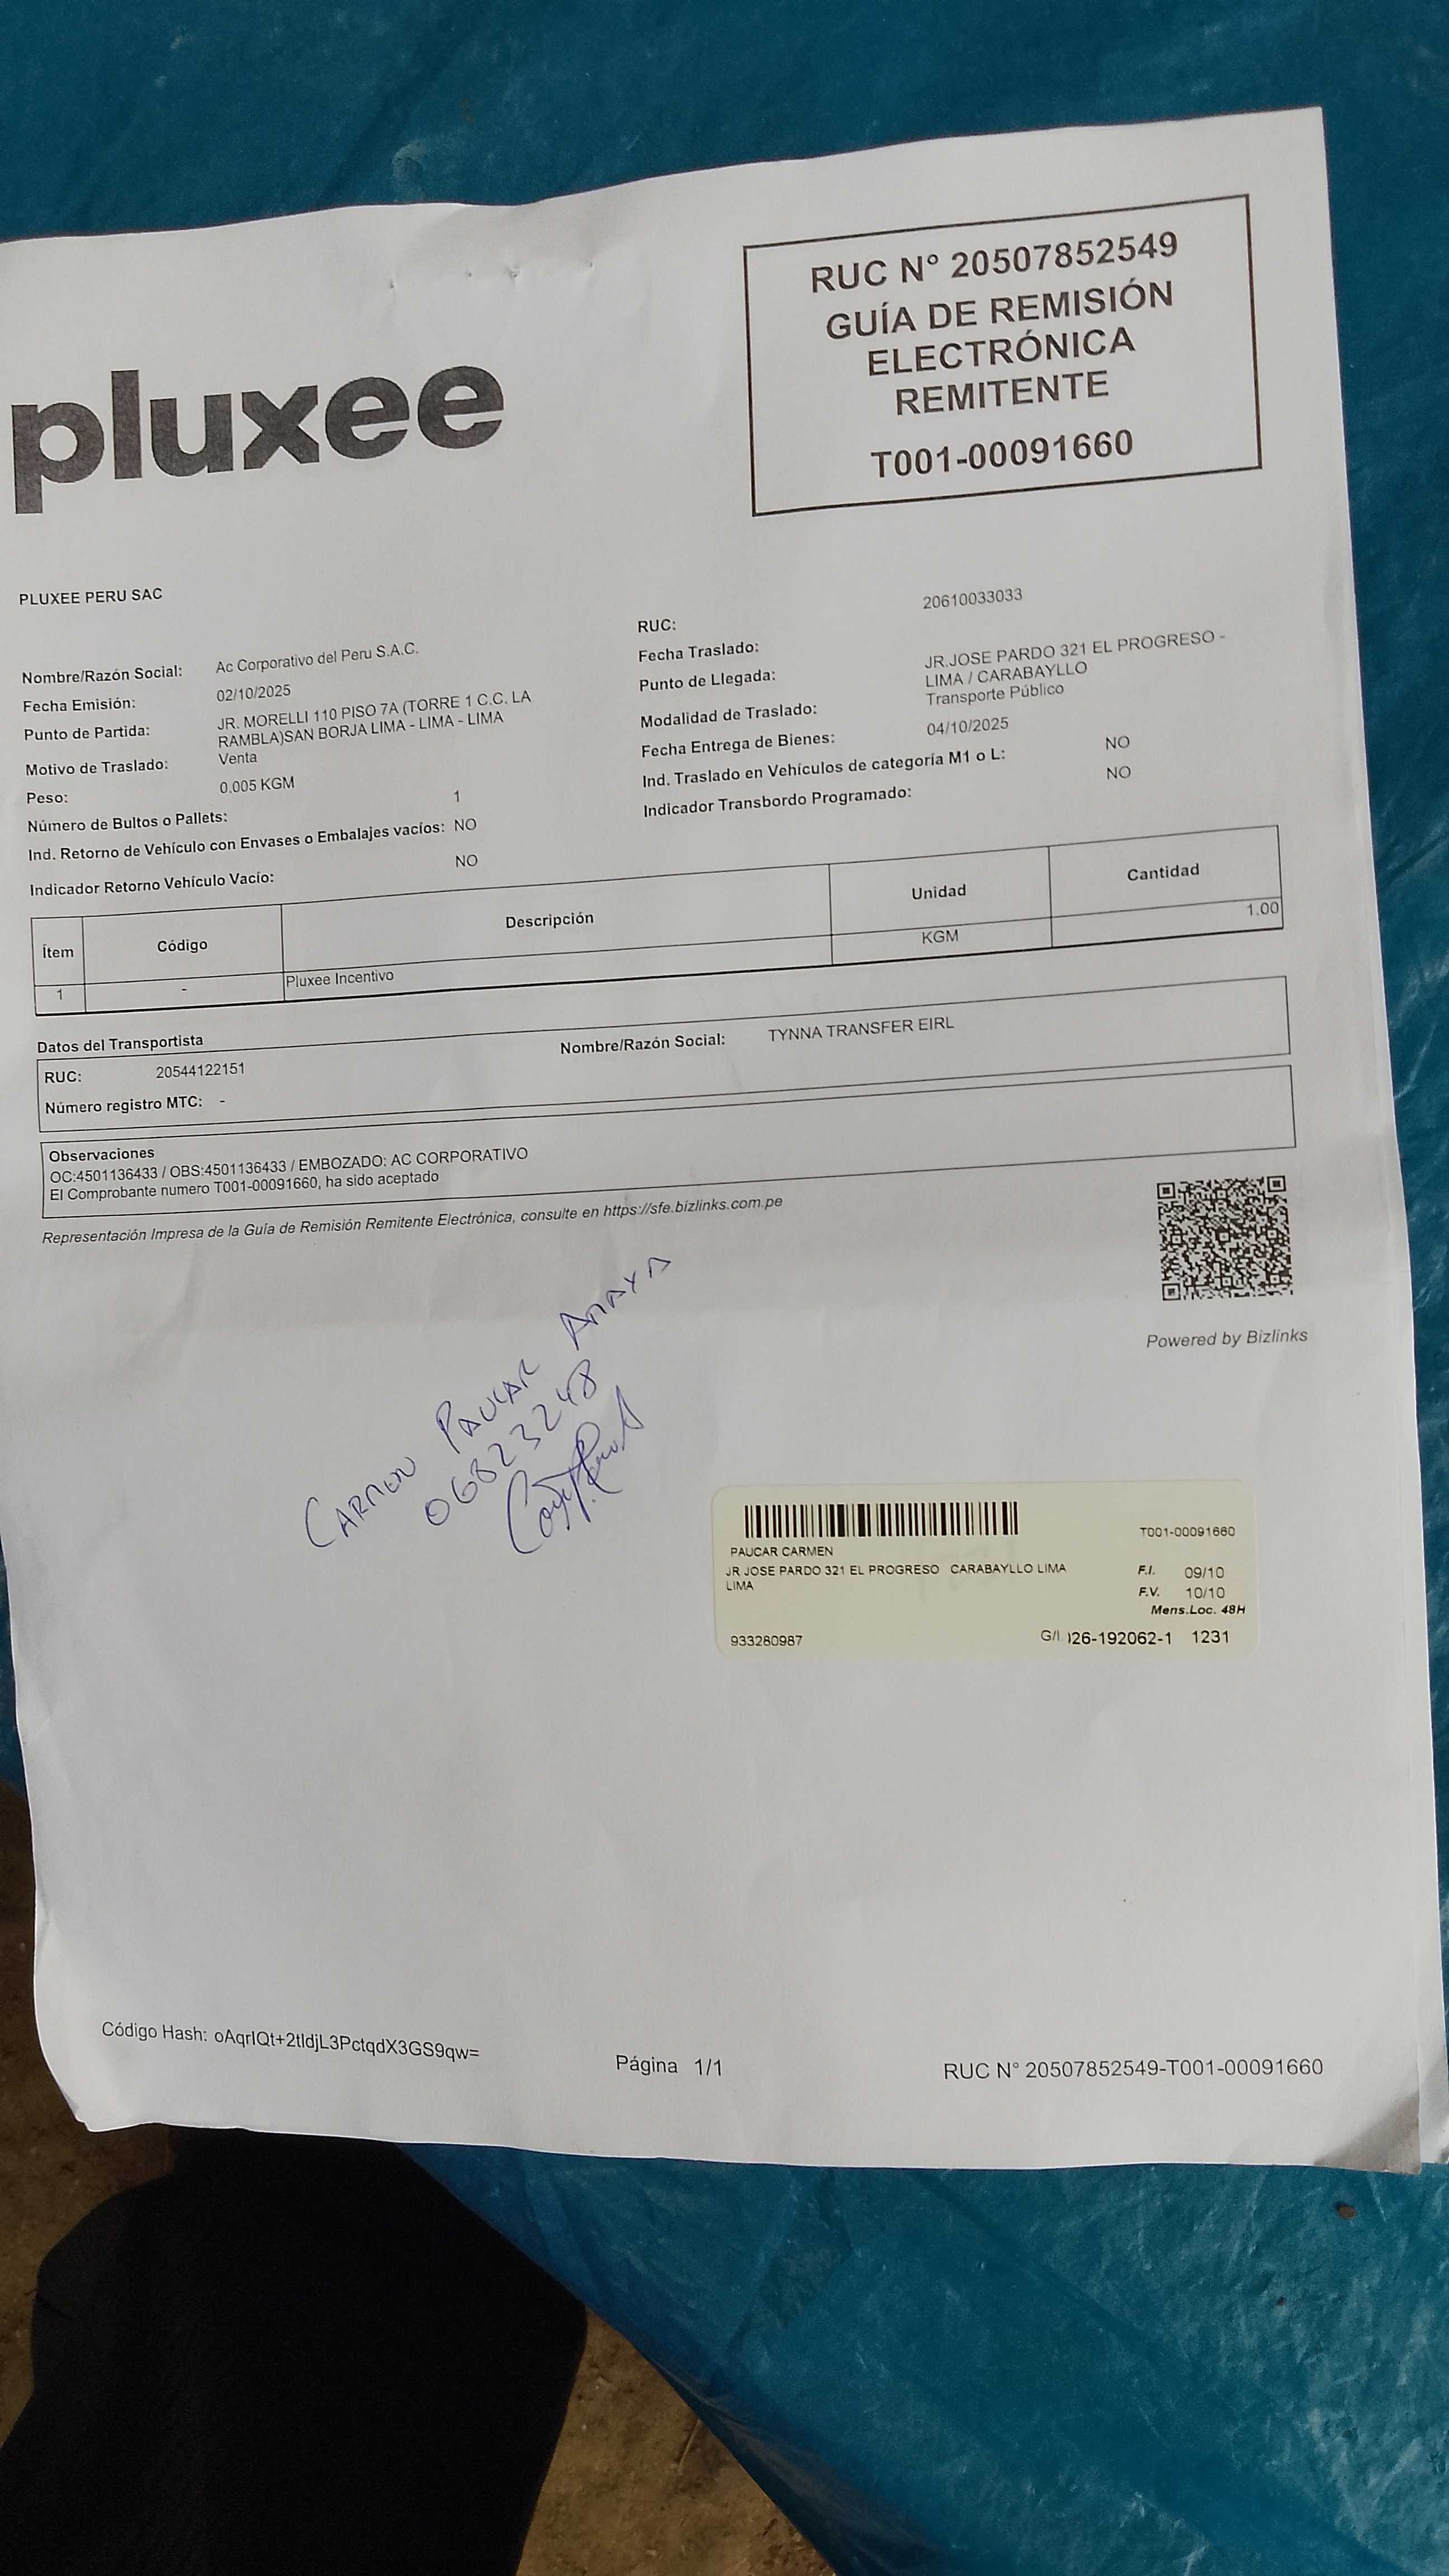 RUC N° 20507852549
GUÍA DE REMISIÓN
ELECTRÓNICA
REMITENTE
T001-00091660
pluxee
PLUXEE PERU SAC
Nombre/Razón Social: Ac Corporativo del Peru S.A.C.
Fecha Emisión: 02/10/2025
Punto de Partida: JR. MORELLI 110 PISO 7A (TORRE 1 C.C. LA
RAMBLA)SAN BORJA LIMA - LIMA - LIMA
Motivo de Traslado: Venta
Peso: 0.005 KGM
Número de Bultos o Pallets: 1
Ind. Retorno de Vehículo con Envases o Embalajes vacíos: NO
Indicador Retorno Vehículo Vacío: NO
RUC: 20610033033
Fecha Traslado:
Punto de Llegada: JR.JOSE PARDO 321 EL PROGRESO -
LIMA / CARABAYLLO
Modalidad de Traslado: Transporte Público
Fecha Entrega de Bienes: 04/10/2025
Ind. Traslado en Vehículos de categoría M1 o L: NO
Indicador Transbordo Programado: NO
Ítem Código Descripción Unidad Cantidad
1 - Pluxee Incentivo KGM 1.00
Datos del Transportista
RUC: 20544122151 Nombre/Razón Social: TYNNA TRANSFER EIRL
Número registro MTC: -
Observaciones
OC:4501136433 / OBS:4501136433 / EMBOZADO: AC CORPORATIVO
El Comprobante numero T001-00091660, ha sido aceptado
Representación Impresa de la Guía de Remisión Remitente Electrónica, consulte en https://sfe.bizlinks.com.pe
Powered by Bizlinks
CARMEN PAUCAR ANAYA
06823248
T001-00091660
PAUCAR CARMEN
JR JOSE PARDO 321 EL PROGRESO CARABAYLLO LIMA
LIMA
F.I. 09/10
F.V. 10/10
Mens.Loc. 48H
933280987 G/ 26-192062-1 1231
Código Hash: oAqrIQt+2tldjL3PctqdX3GS9qw=
Página 1/1
RUC N° 20507852549-T001-00091660